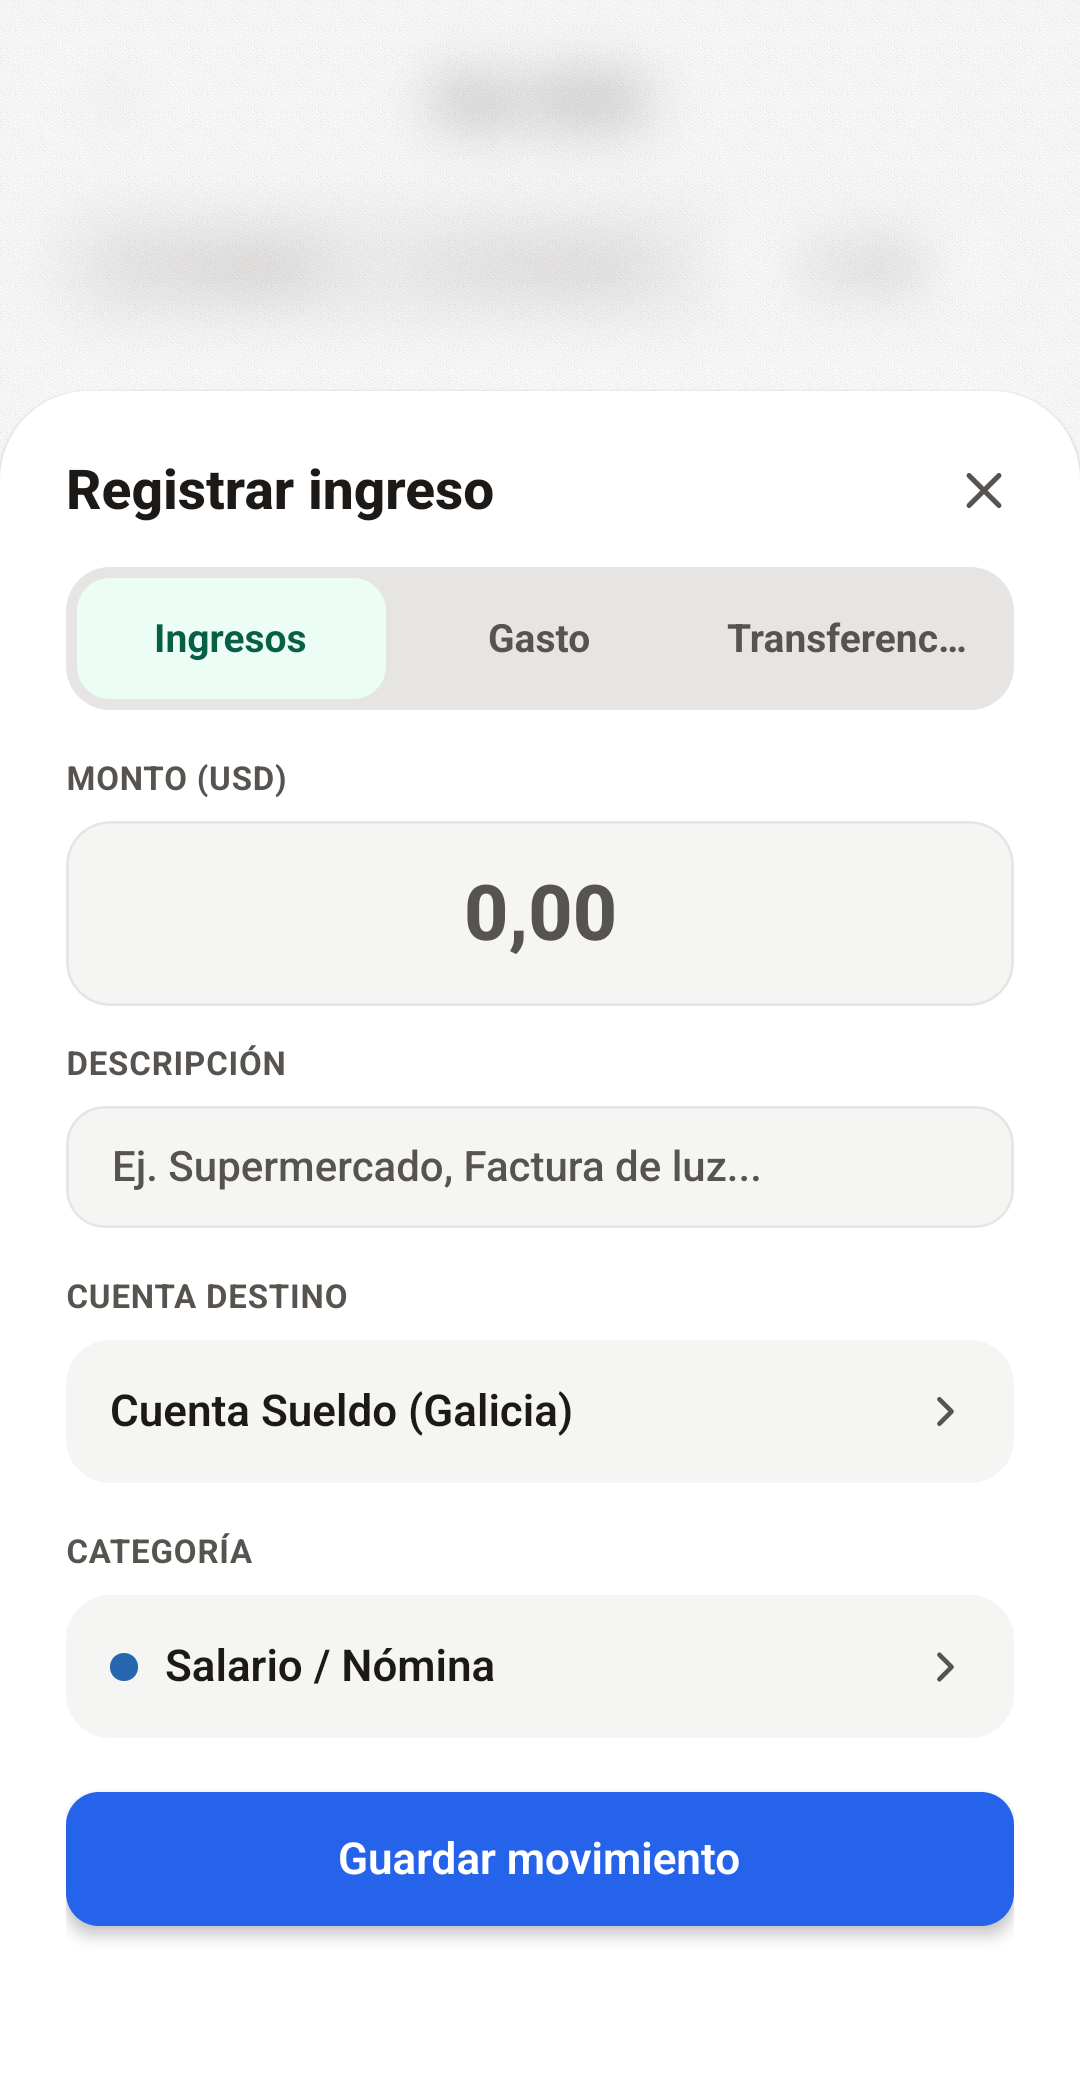 Registrar ingreso
Ingresos Gasto Transferenc...
MONTO (USD)
0,00
DESCRIPCIÓN
Ej. Supermercado, Factura de luz...
CUENTA DESTINO
Cuenta Sueldo (Galicia)
CATEGORÍA
Salario / Nómina
Guardar movimiento